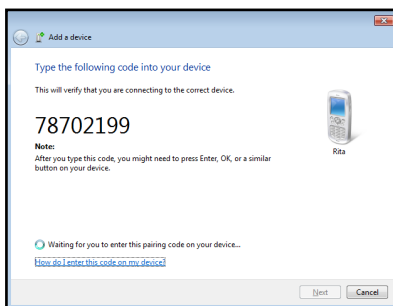 Add a device
Type the following code into your device
This will verify that you are connecting to the correct device.
78702199
Note:
After you type this code, you might need to press Enter, OK, or a similar
button on your device.
Rita
Waiting for you to enter this pairing code on your device...
How do I enter this code on my device?
Next Cancel